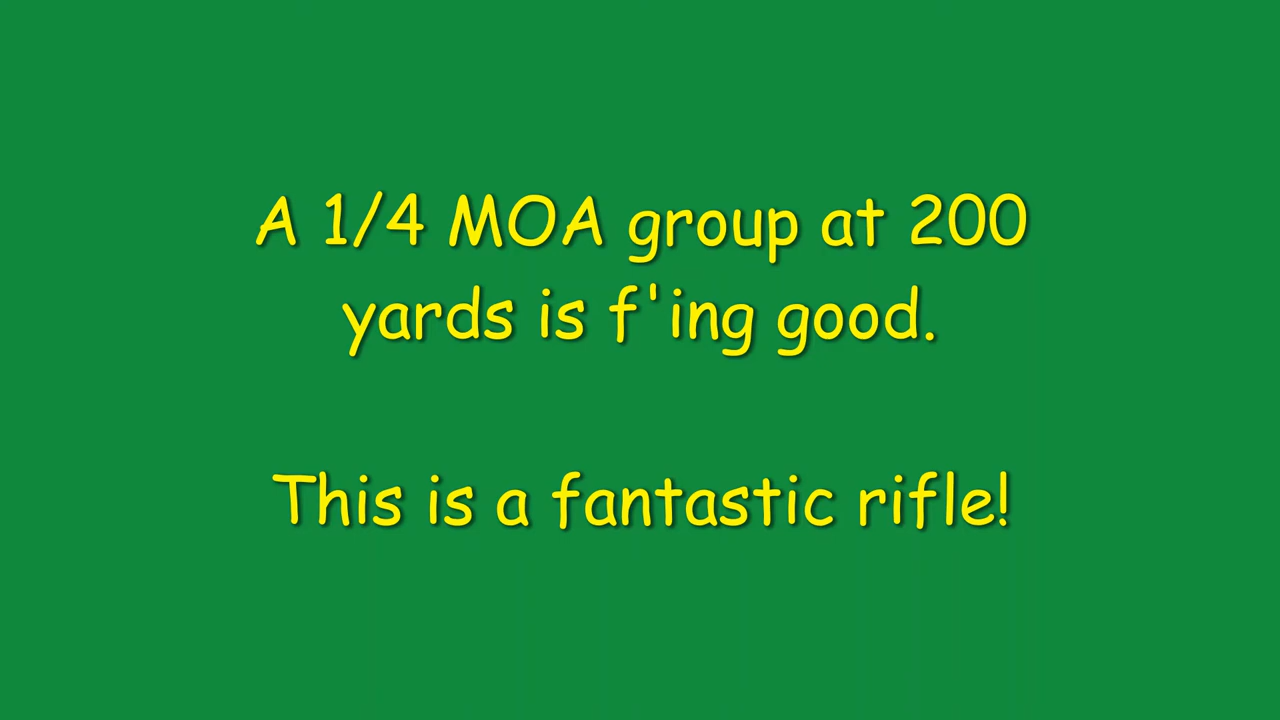 A 1/4 MOA group at 200
yards is f'ing good.
This is a fantastic rifle!